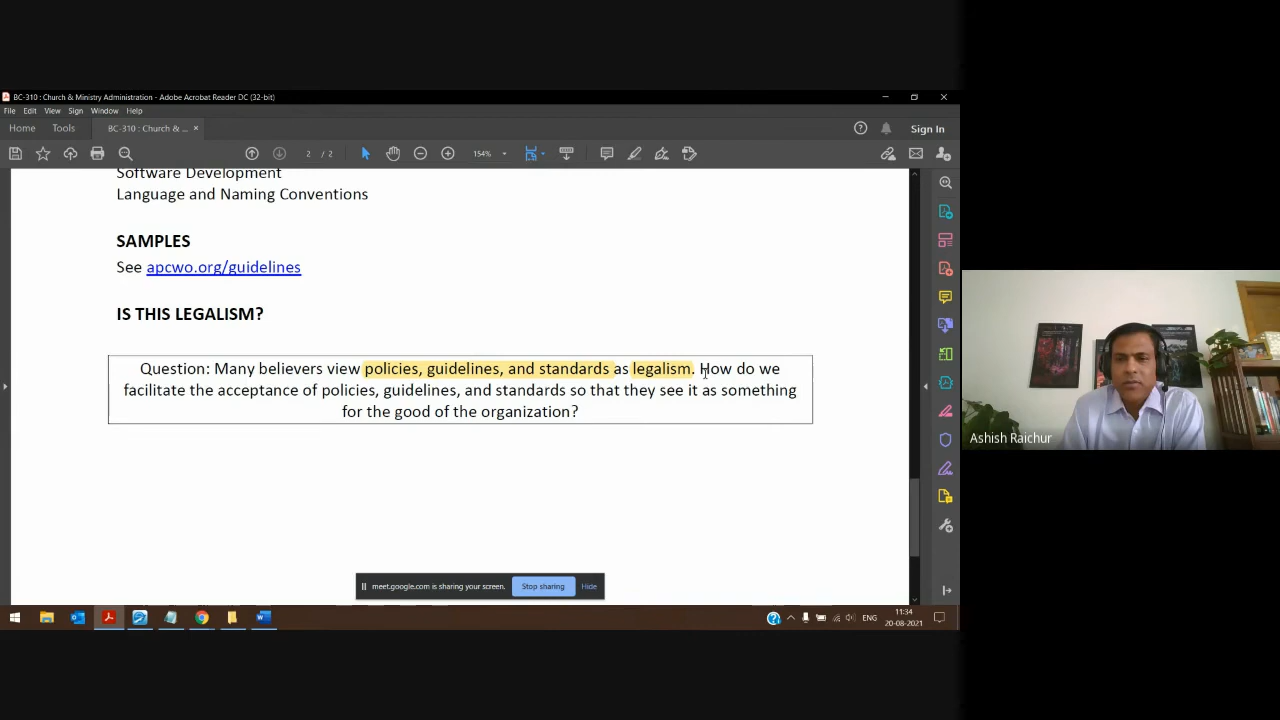 BC-310 : Church & Ministry Administration - Adobe Acrobat Reader DC (32-bit)
File Edit View Sign Window Help
Home Tools BC-310 : Church & ... × Sign In
2 / 2 154%
Software Development
Language and Naming Conventions
SAMPLES
See apcwo.org/guidelines
IS THIS LEGALISM?
Question: Many believers view policies, guidelines, and standards as legalism. How do we
facilitate the acceptance of policies, guidelines, and standards so that they see it as something
for the good of the organization?
meet.google.com is sharing your screen. Stop sharing Hide
ENG 11:34
20-08-2021
Ashish Raichur